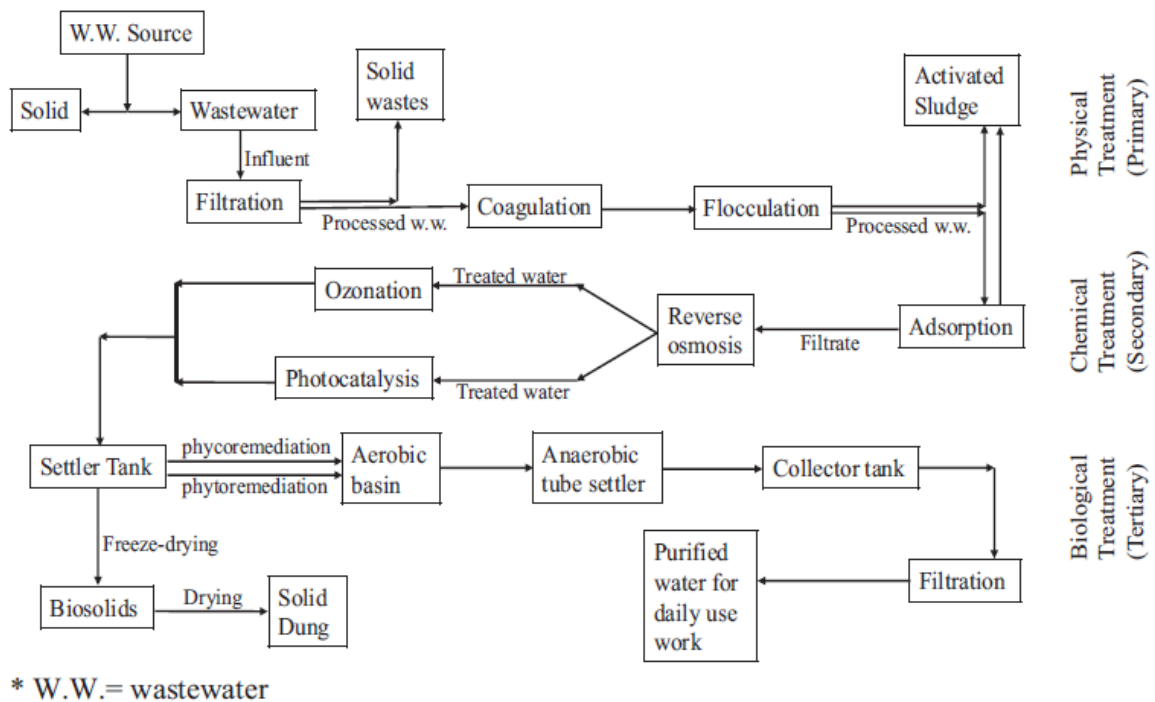 W.W. Source
Solid
Wastewater
Solid
wastes
Activated
Sludge
Influent
Filtration
Processed w.w.
Coagulation
Flocculation
Processed w.w.
Physical
Treatment
(Primary)
Ozonation
Treated water
Reverse
osmosis
Filtrate
Adsorption
Photocatalysis
Treated water
Chemical
Treatment
(Secondary)
Settler Tank
phycoremediation
phytoremediation
Aerobic
basin
Anaerobic
tube settler
Collector tank
Freeze-drying
Biosolids
Drying
Solid
Dung
Purified
water for
daily use
work
Filtration
Biological
Treatment
(Tertiary)
* W.W.= wastewater